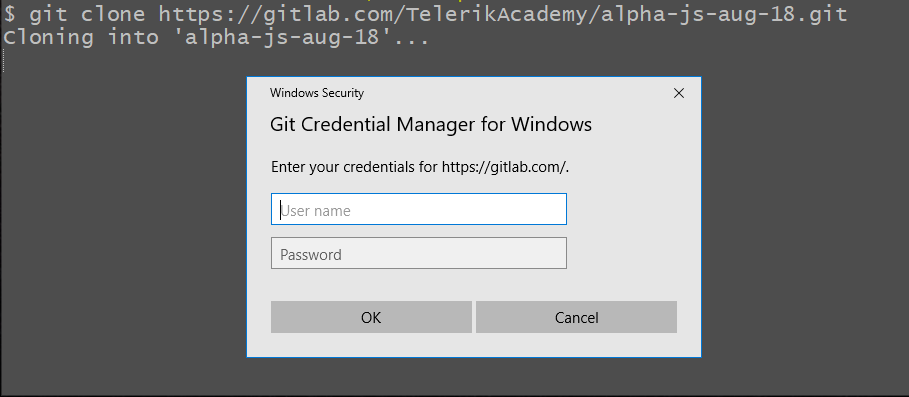 $ git clone https://gitlab.com/TelerikAcademy/alpha-js-aug-18.git
Cloning into 'alpha-js-aug-18'...
Windows Security
Git Credential Manager for Windows
Enter your credentials for https://gitlab.com/.
User name
Password
OK
Cancel